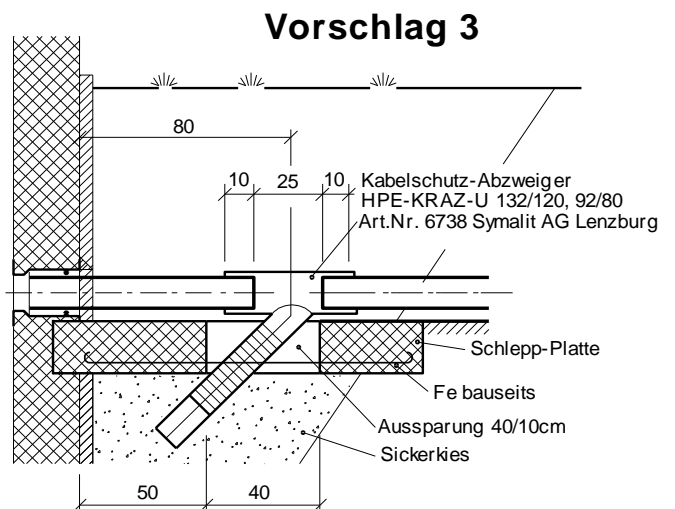 Vorschlag 3
80
10 25 10
Kabelschutz-Abzweiger
HPE-KRAZ-U 132/120, 92/80
Art.Nr. 6738 Symalit AG Lenzburg
Schlepp-Platte
Fe bauseits
Aussparung 40/10cm
Sickerkies
50 40